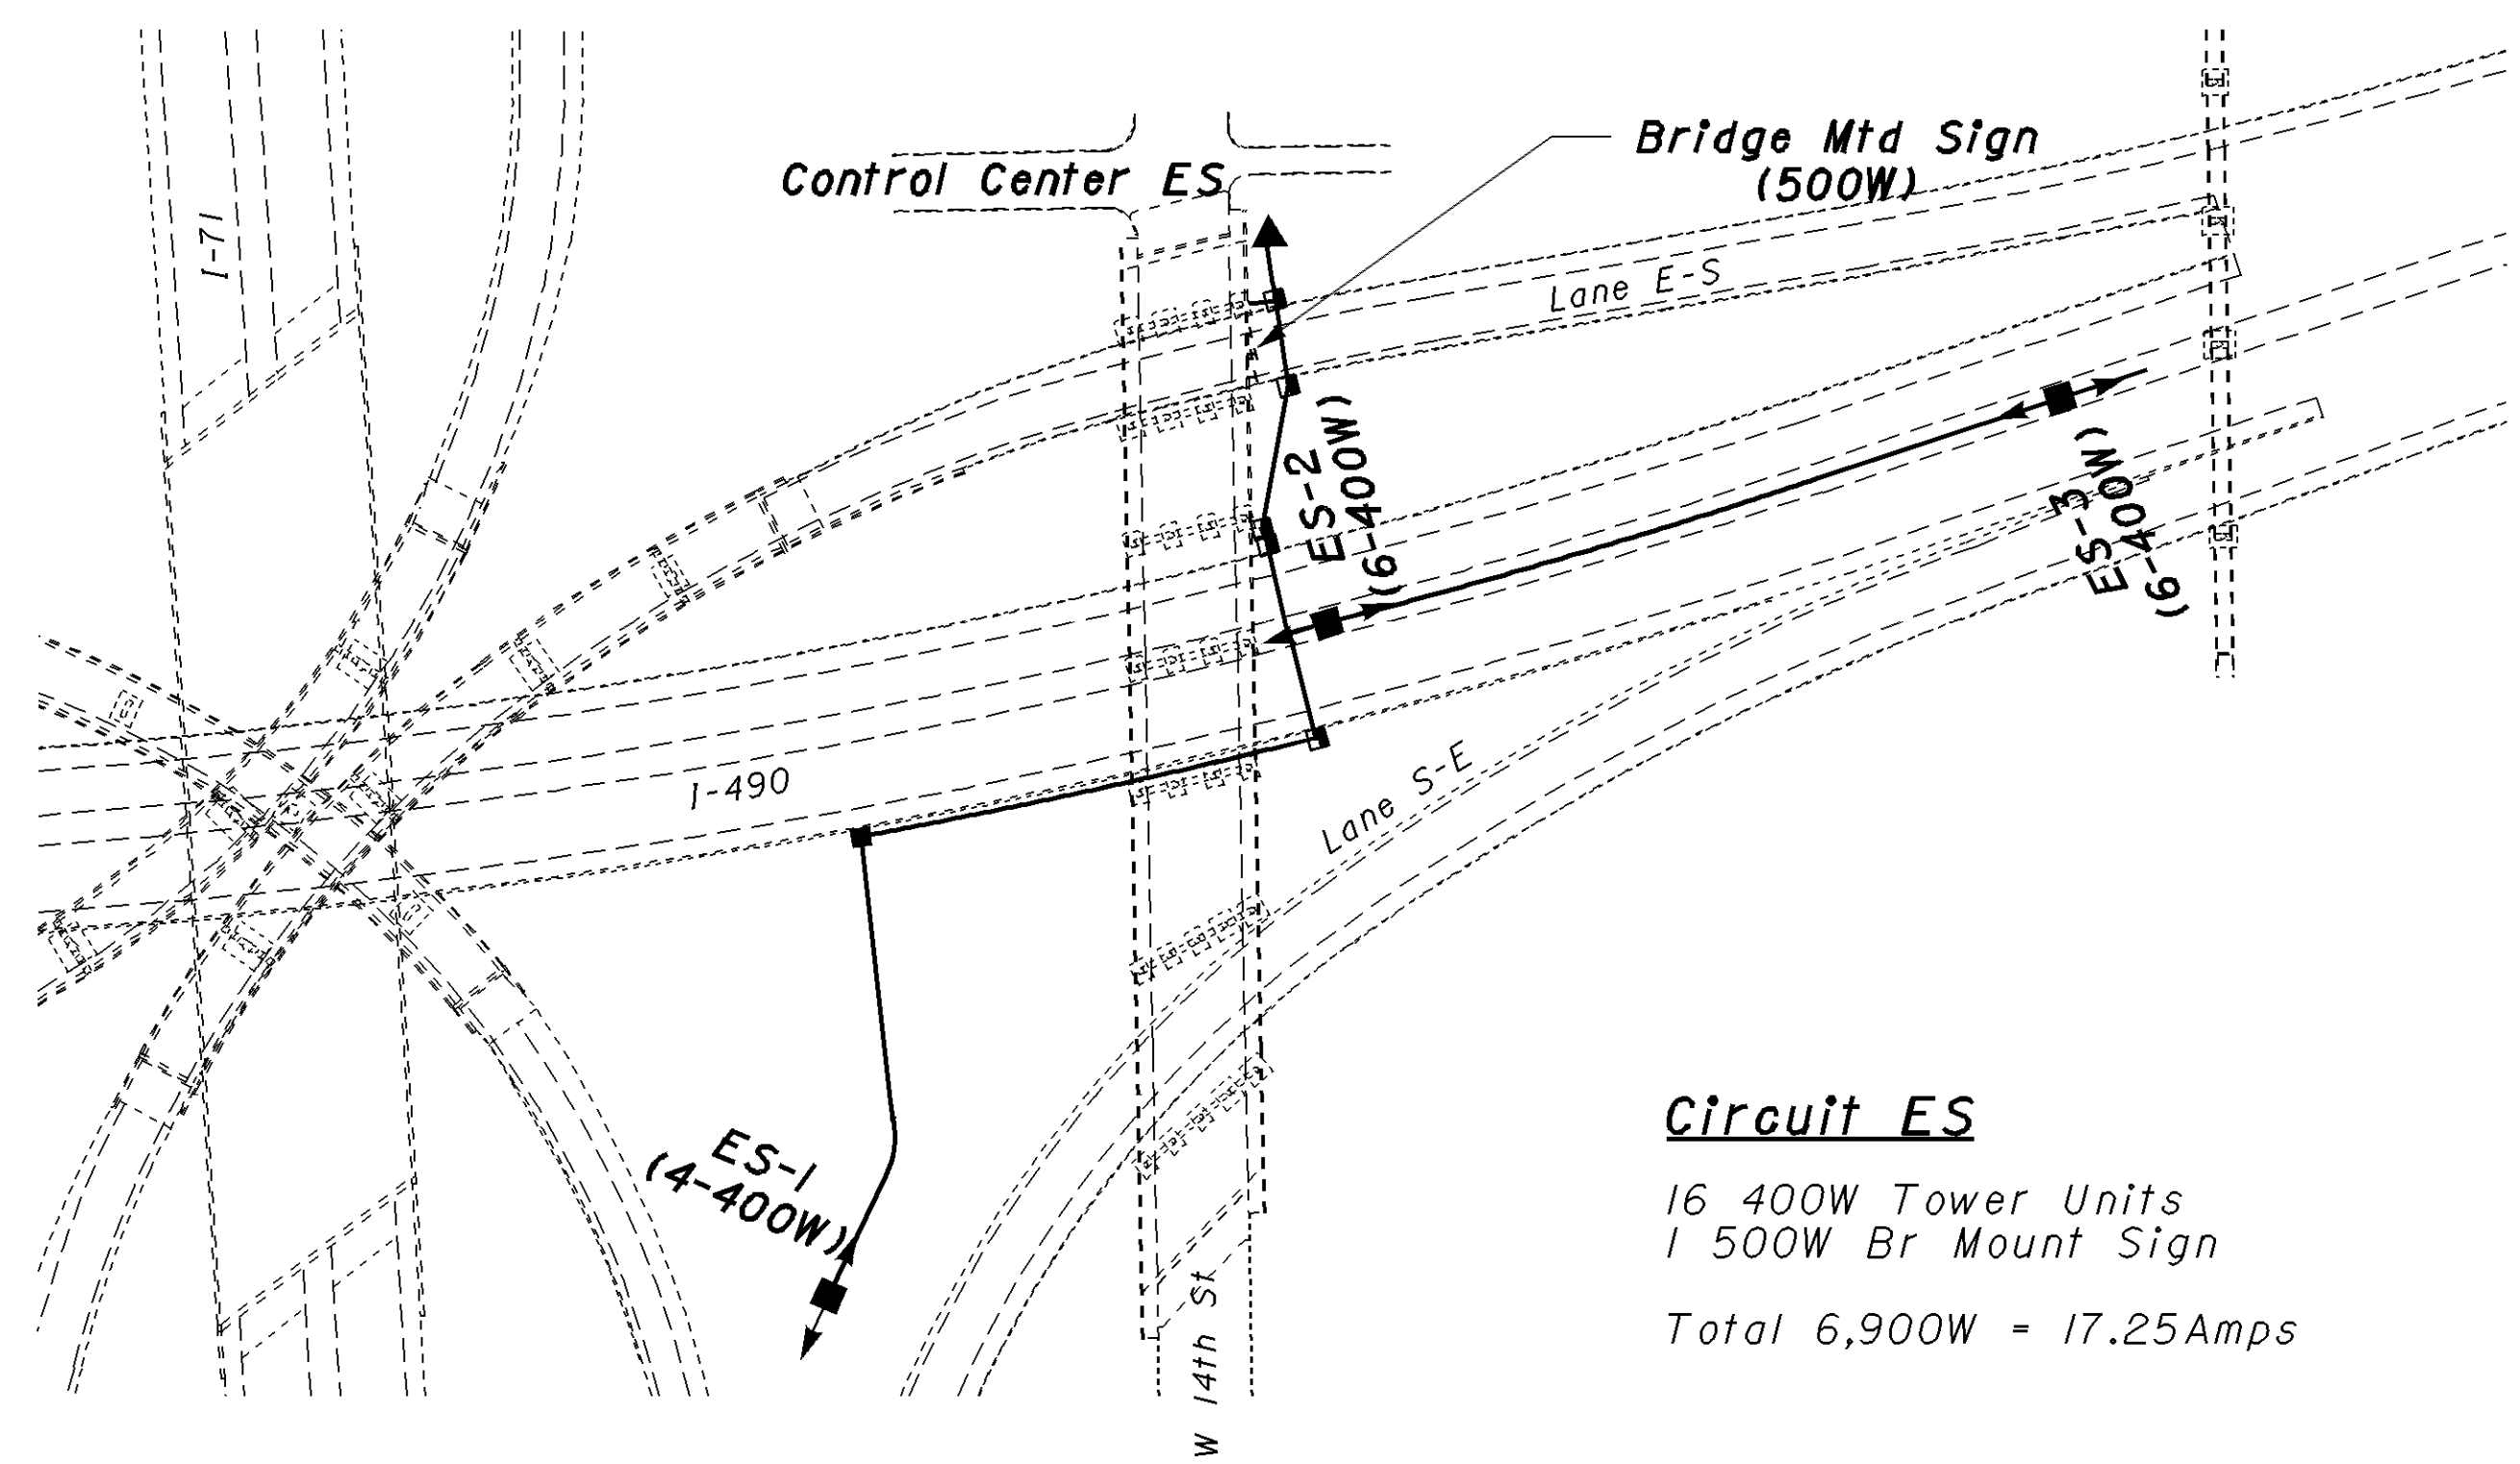 Bridge Mtd Sign
(500W)
Control Center ES
I-71
Lane E-S
ES-2
(6-400W)
ES-3
(6-400W)
I-490
Lane S-E
ES-1
(4-400W)
W 14th St
Circuit ES
16 400W Tower Units
1 500W Br Mount Sign
Total 6,900W = 17.25Amps